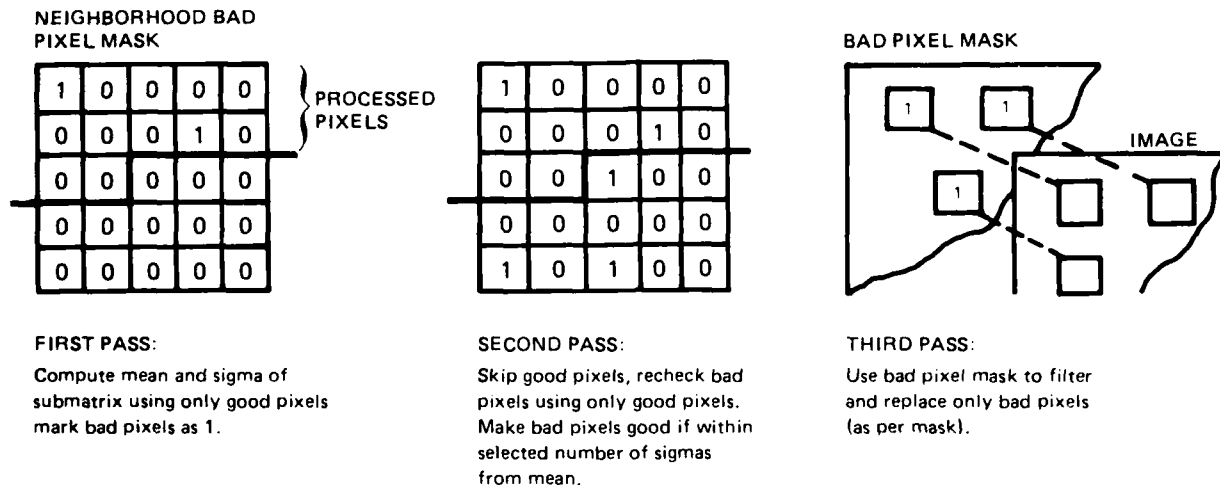 NEIGHBORHOOD BAD
PIXEL MASK
1 0 0 0 0
0 0 0 1 0
0 0 0 0 0
0 0 0 0 0
0 0 0 0 0
PROCESSED
PIXELS
FIRST PASS:
Compute mean and sigma of
submatrix using only good pixels
mark bad pixels as 1.
1 0 0 0 0
0 0 0 1 0
0 0 1 0 0
0 0 0 0 0
1 0 1 0 0
SECOND PASS:
Skip good pixels, recheck bad
pixels using only good pixels.
Make bad pixels good if within
selected number of sigmas
from mean.
BAD PIXEL MASK
1 1
IMAGE
1
THIRD PASS:
Use bad pixel mask to filter
and replace only bad pixels
(as per mask).